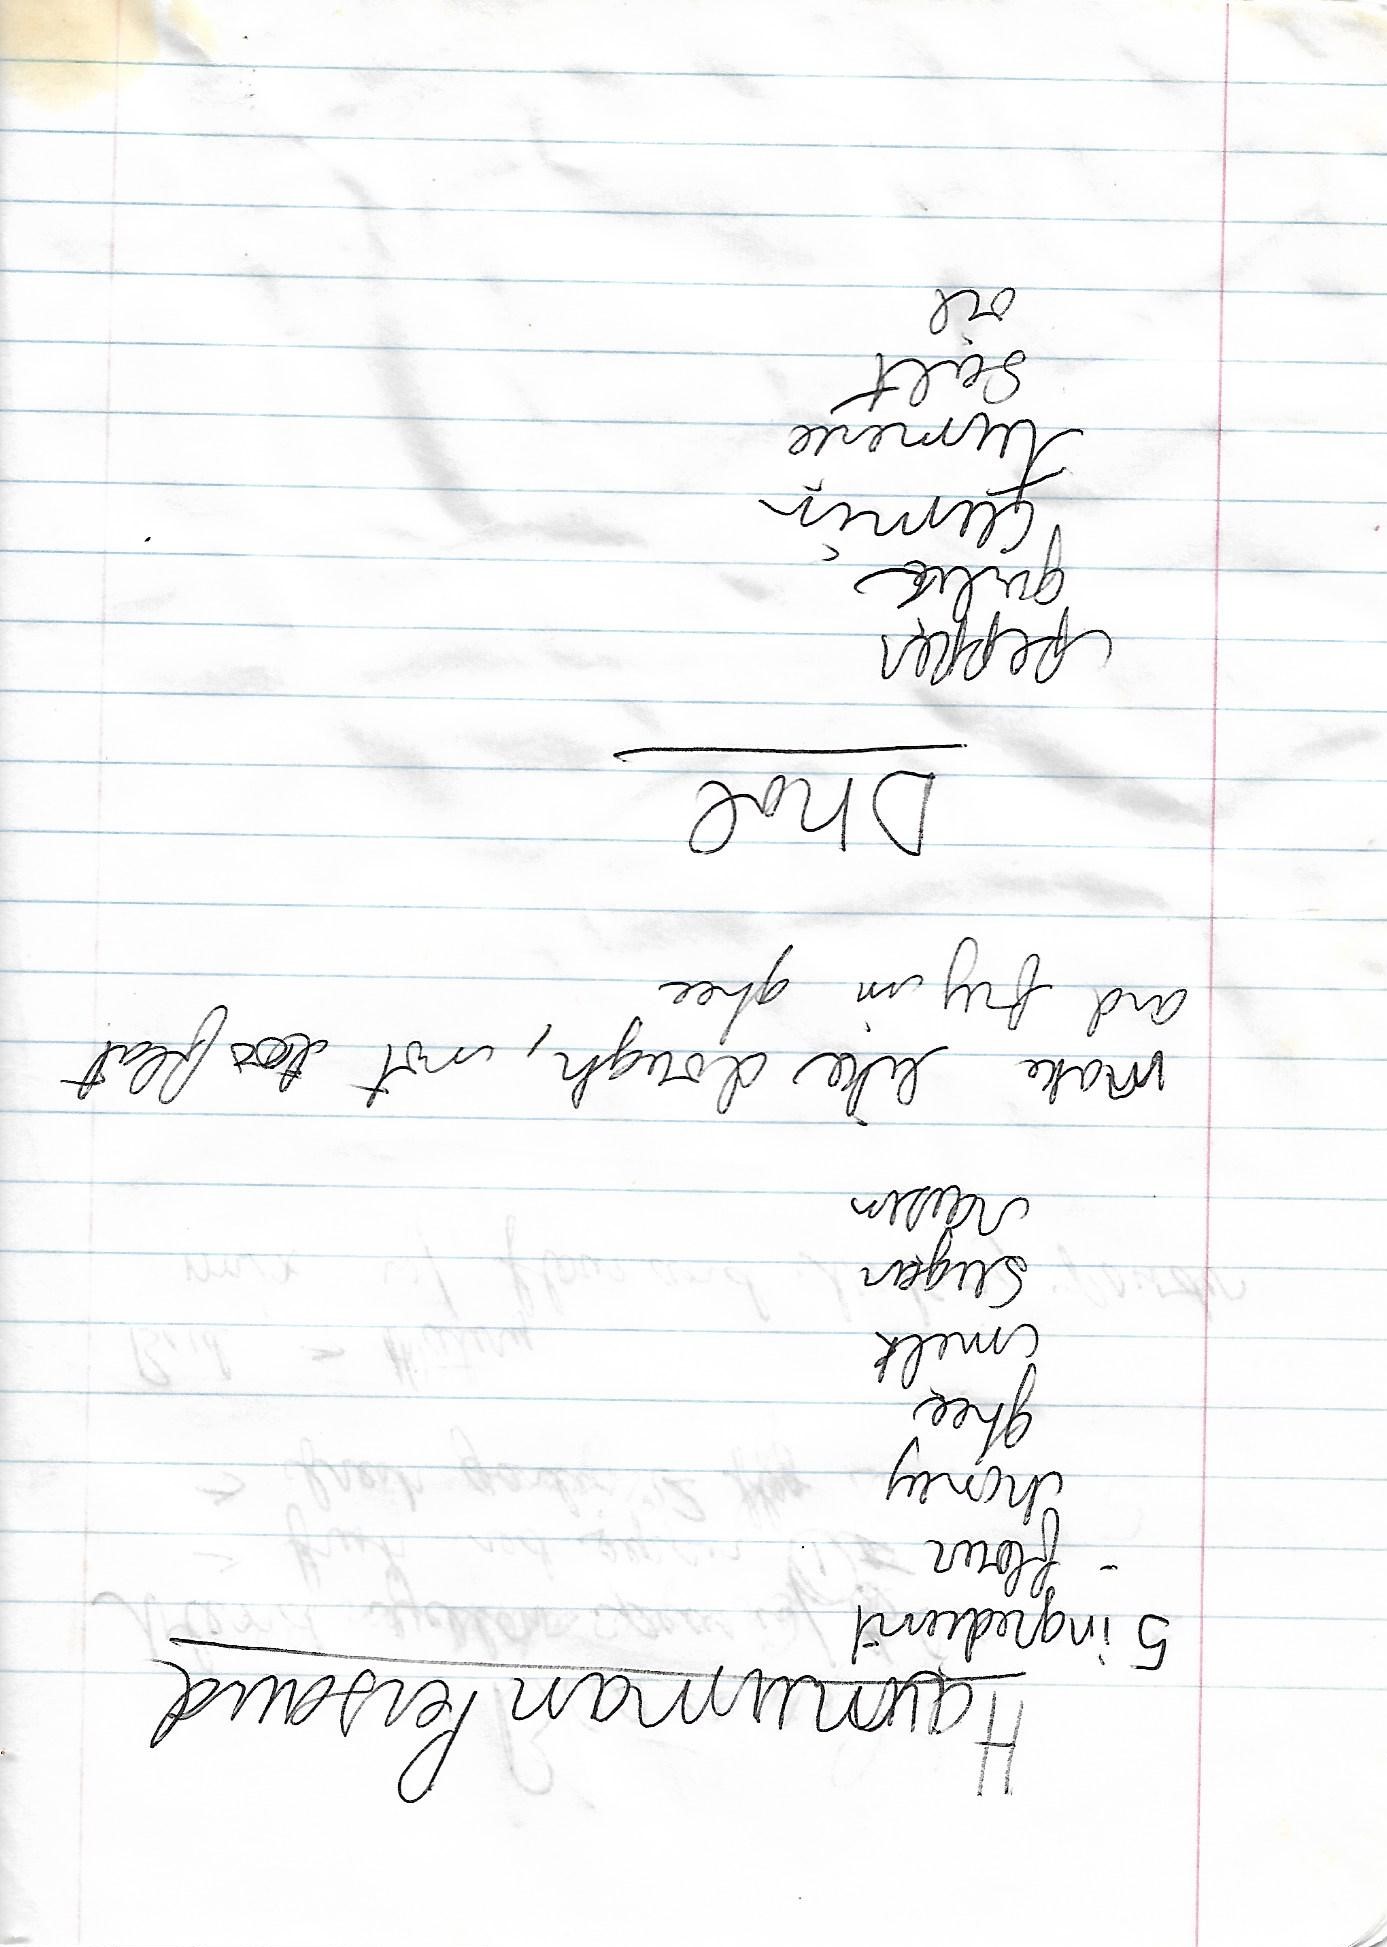 Haunuman Persaud
5 ingredient
- flour
honey
ghee
milk
sugar
raisin
make like dough, not too flat
and fry in ghee
Dhal
pepper
garlic
cumin
tumeric
salt
oil